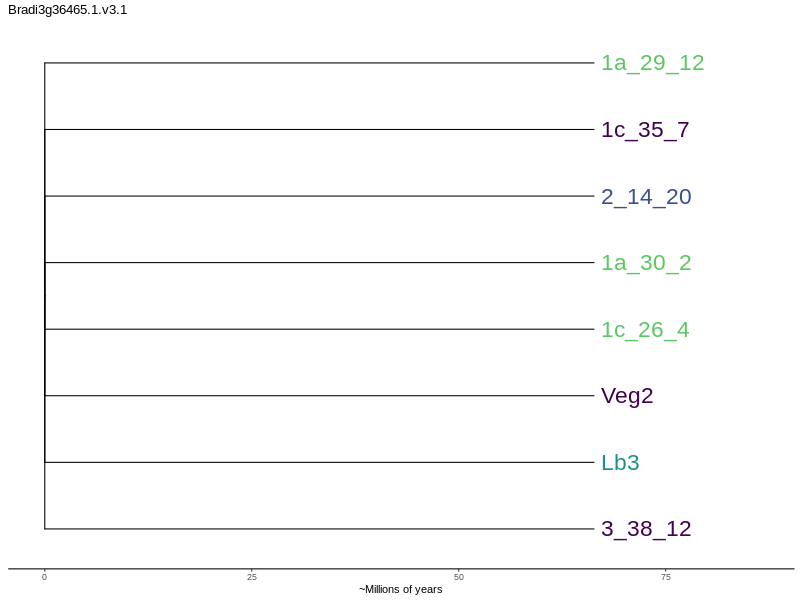 Bradi3g36465.1.v3.1
1a_29_12
1c_35_7
2_14_20
1a_30_2
1c_26_4
Veg2
Lb3
3_38_12
0 25 50 75
~Millions of years